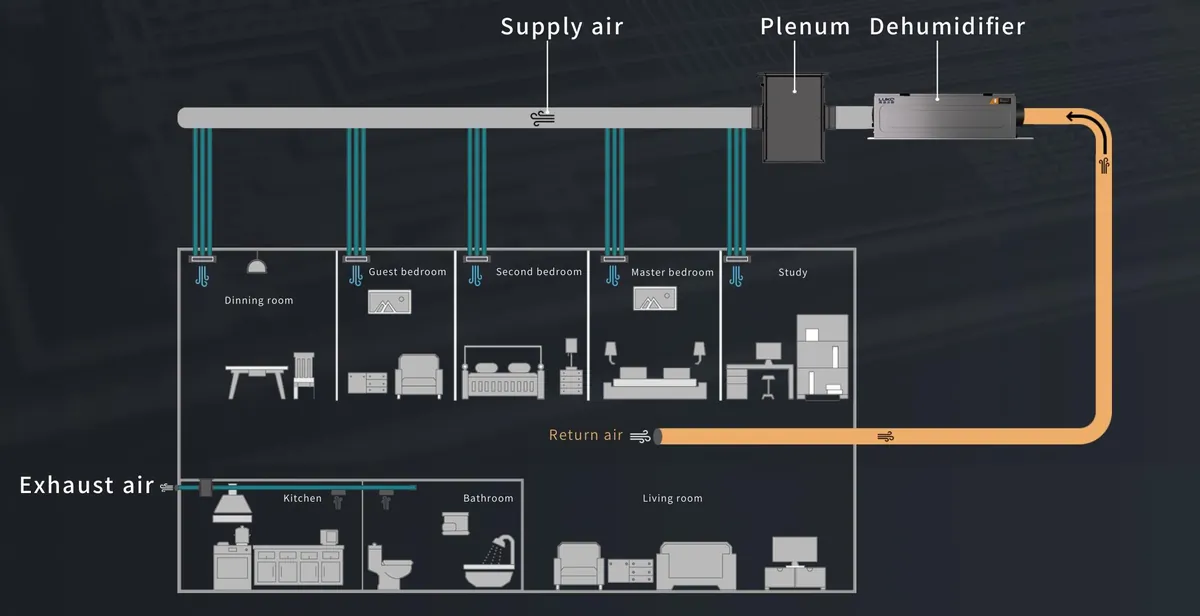 Supply air
Plenum
Dehumidifier
Guest bedroom
Second bedroom
Master bedroom
Study
Dinning room
Return air
Exhaust air
Kitchen
Bathroom
Living room